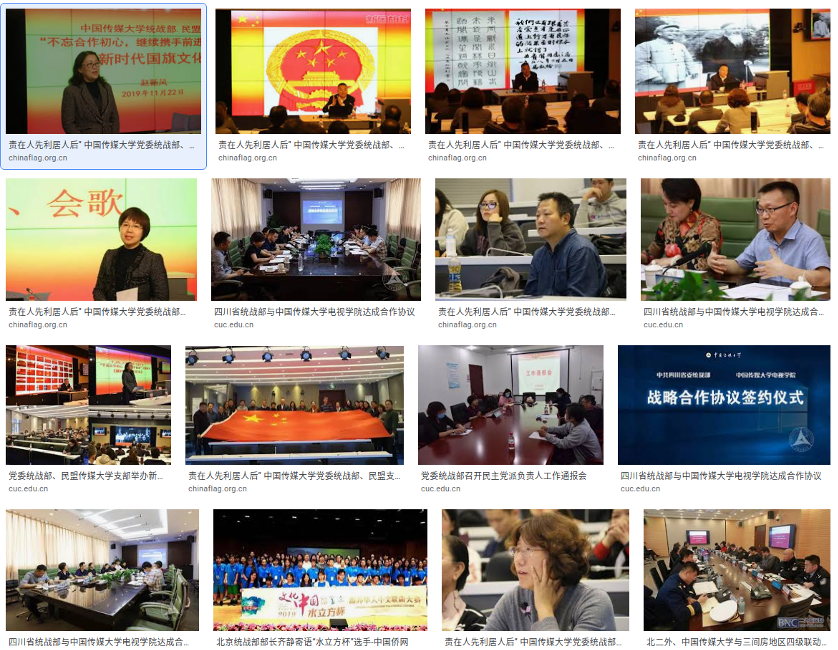 中国传媒大学统战部、民盟
“不忘合作初心，继续携手前进
新时代国旗文化
赵新风
2019年11月22日
责在人先利居人后” 中国传媒大学党委统战部、...
chinaflag.org.cn
责在人先利居人后” 中国传媒大学党委统战部、...
chinaflag.org.cn
责在人先利居人后” 中国传媒大学党委统战部、...
chinaflag.org.cn
责在人先利居人后” 中国传媒大学党委统战部、...
chinaflag.org.cn
、会歌
责在人先利居人后” 中国传媒大学党委统战部...
chinaflag.org.cn
四川省统战部与中国传媒大学电视学院达成合作协议
cuc.edu.cn
责在人先利居人后” 中国传媒大学党委统战部...
chinaflag.org.cn
四川省统战部与中国传媒大学电视学院达成合...
cuc.edu.cn
党委统战部、民盟传媒大学支部举办新...
cuc.edu.cn
责在人先利居人后” 中国传媒大学党委统战部、民盟支...
chinaflag.org.cn
工作通报会
党委统战部召开民主党派负责人工作通报会
cuc.edu.cn
中国传媒大学
中共四川省委统战部 中国传媒大学电视学院
战略合作协议签约仪式
四川省统战部与中国传媒大学电视学院达成合作协议
cuc.edu.cn
四川省统战部与中国传媒大学电视学院达成合...
文化中国
水立方杯
北京统战部部长齐静寄语“水立方杯”选手-中国侨网
责在人先利居人后” 中国传媒大学党委统战部...
BNC
北二外、中国传媒大学与三间房地区四级联动...